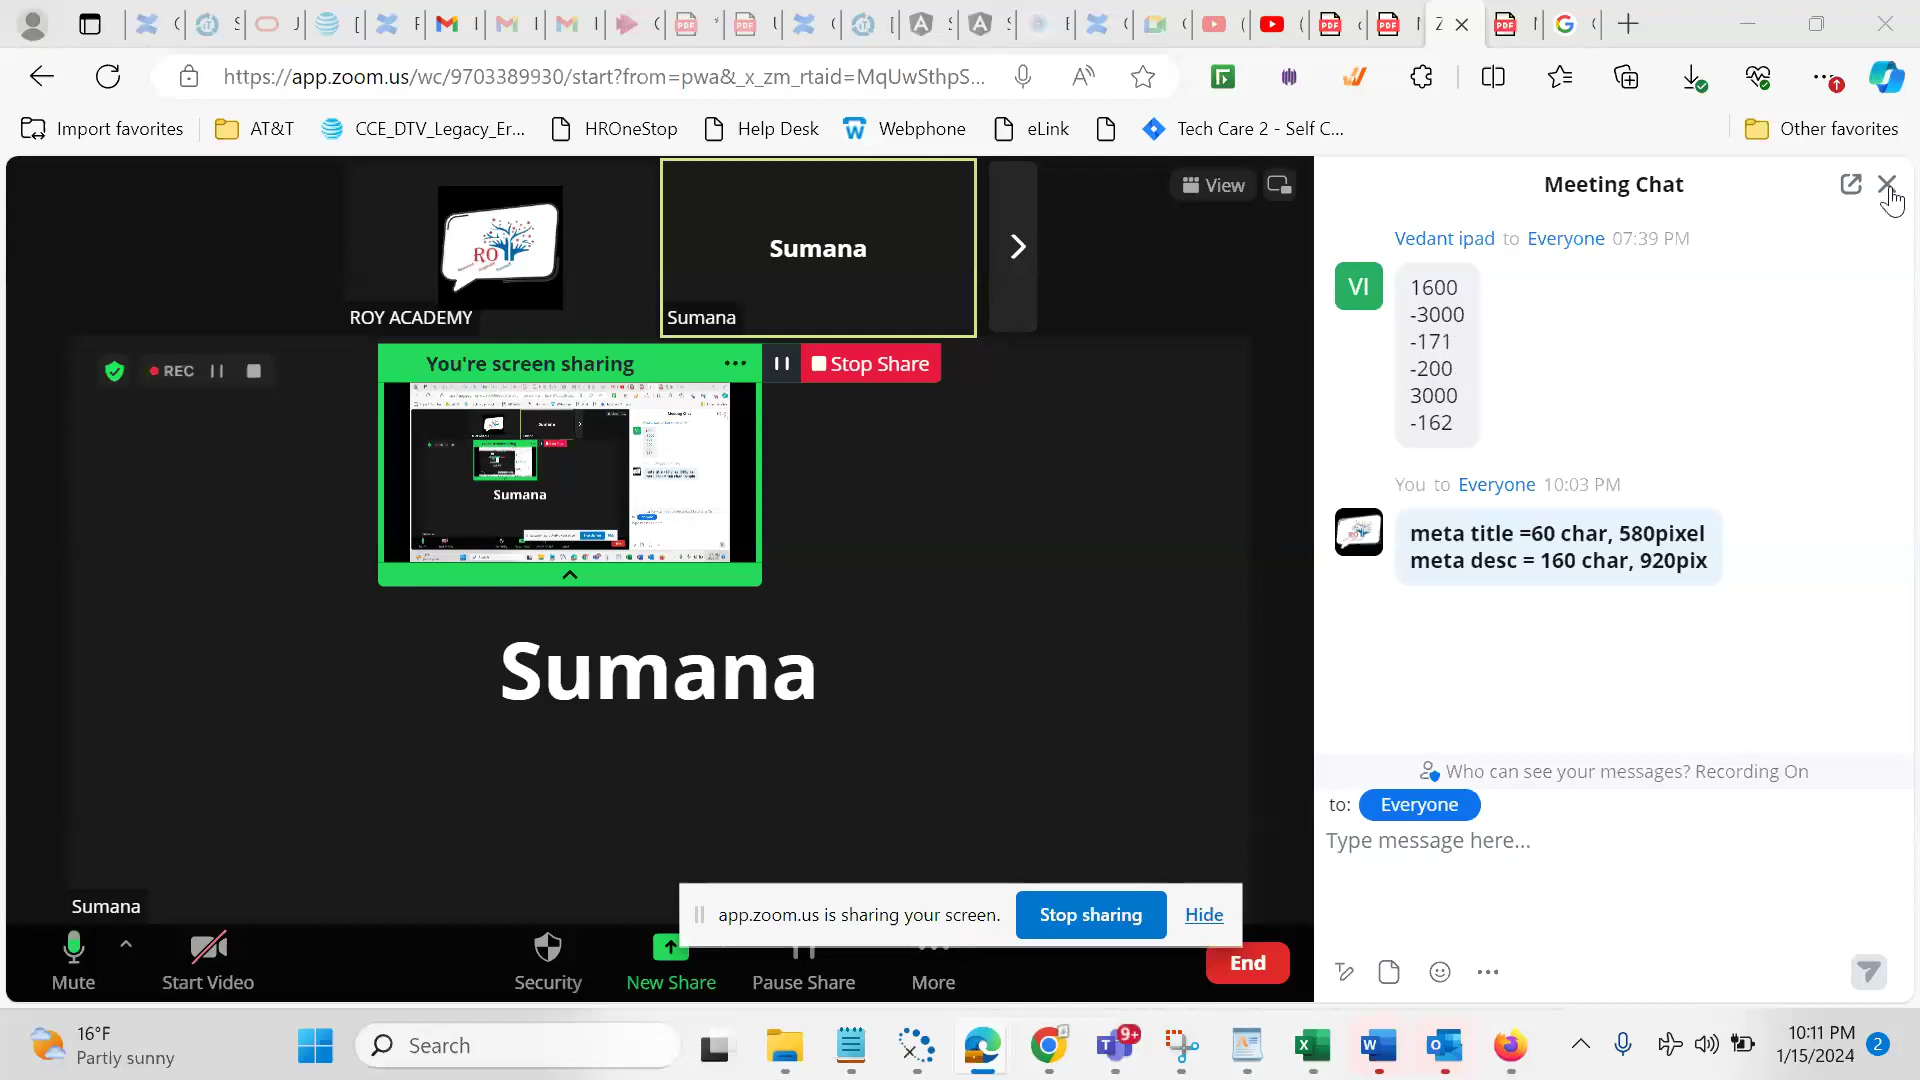 https://app.zoom.us/wc/9703389930/start?from=pwa&_x_zm_rtaid=MqUwSthpS...
Import favorites
AT&T
CCE_DTV_Legacy_Er...
HROneStop
Help Desk
Webphone
eLink
Tech Care 2 - Self C...
Other favorites
View
ROY
ROY ACADEMY
Sumana
Sumana
REC
You're screen sharing
Stop Share
Sumana
Sumana
Sumana
app.zoom.us is sharing your screen.
Stop sharing
Hide
Mute
Start Video
Security
New Share
Pause Share
More
End
Meeting Chat
Vedant ipad to Everyone 07:39 PM
VI
1600
-3000
-171
-200
3000
-162
You to Everyone 10:03 PM
meta title =60 char, 580pixel
meta desc = 160 char, 920pix
Who can see your messages? Recording On
to: Everyone
Type message here...
16°F
Partly sunny
Search
9+
10:11 PM
1/15/2024
2